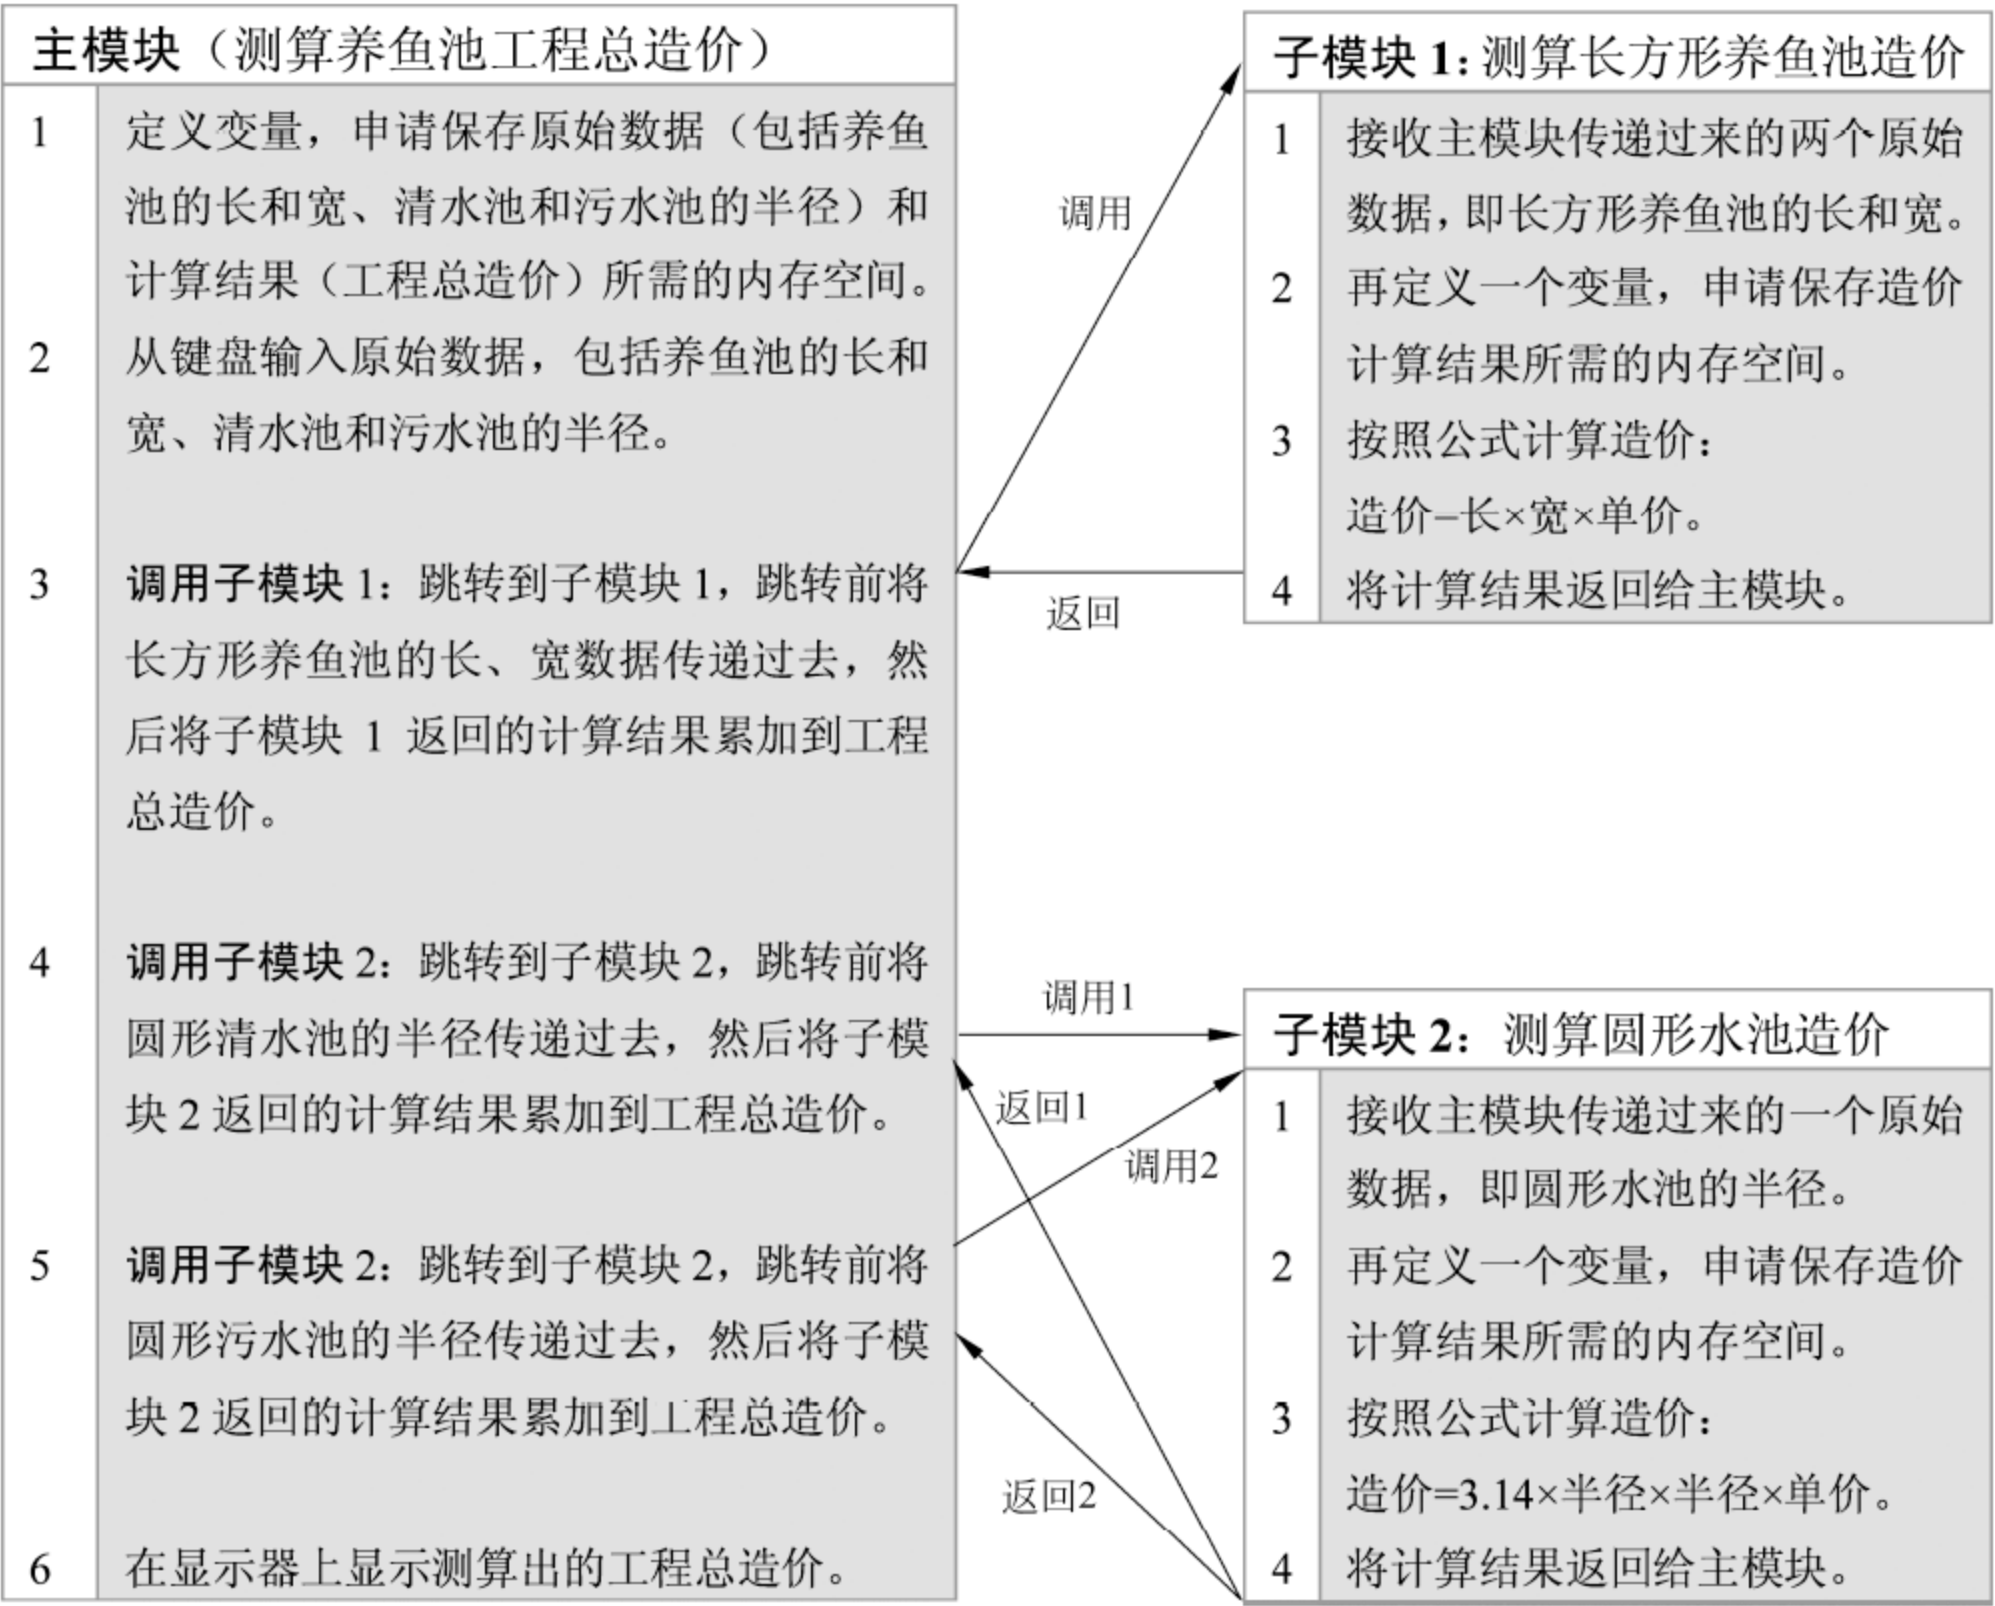 主模块（测算养鱼池工程总造价）
1 定义变量，申请保存原始数据（包括养鱼
池的长和宽、清水池和污水池的半径）和
计算结果（工程总造价）所需的内存空间。
2 从键盘输入原始数据，包括养鱼池的长和
宽、清水池和污水池的半径。
3 调用子模块 1：跳转到子模块 1，跳转前将
长方形养鱼池的长、宽数据传递过去，然
后将子模块 1 返回的计算结果累加到工程
总造价。
4 调用子模块 2：跳转到子模块 2，跳转前将
圆形清水池的半径传递过去，然后将子模
块 2 返回的计算结果累加到工程总造价。
5 调用子模块 2：跳转到子模块 2，跳转前将
圆形污水池的半径传递过去，然后将子模
块 2 返回的计算结果累加到工程总造价。
6 在显示器上显示测算出的工程总造价。
调用
返回
调用1
返回1
调用2
返回2
子模块 1：测算长方形养鱼池造价
1 接收主模块传递过来的两个原始
数据，即长方形养鱼池的长和宽。
2 再定义一个变量，申请保存造价
计算结果所需的内存空间。
3 按照公式计算造价：
造价–长×宽×单价。
4 将计算结果返回给主模块。
子模块 2：测算圆形水池造价
1 接收主模块传递过来的一个原始
数据，即圆形水池的半径。
2 再定义一个变量，申请保存造价
计算结果所需的内存空间。
3 按照公式计算造价：
造价=3.14×半径×半径×单价。
4 将计算结果返回给主模块。